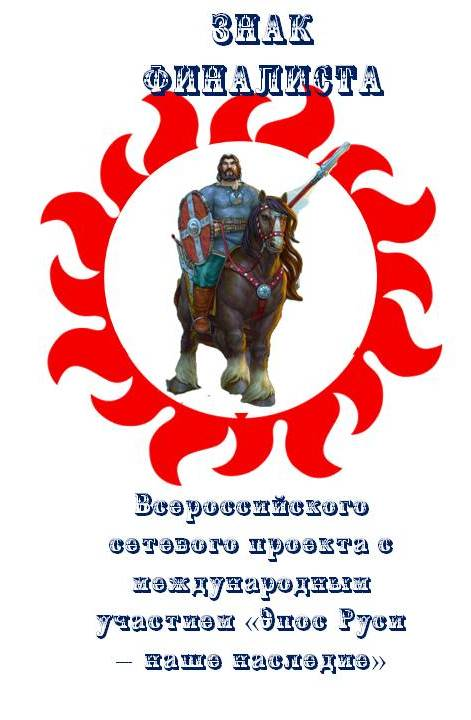 ЗНАК
ФИНАЛИСТА
Всероссийского
сетевого проекта с
международным
участием «Эпос Руси
– наше наследие»